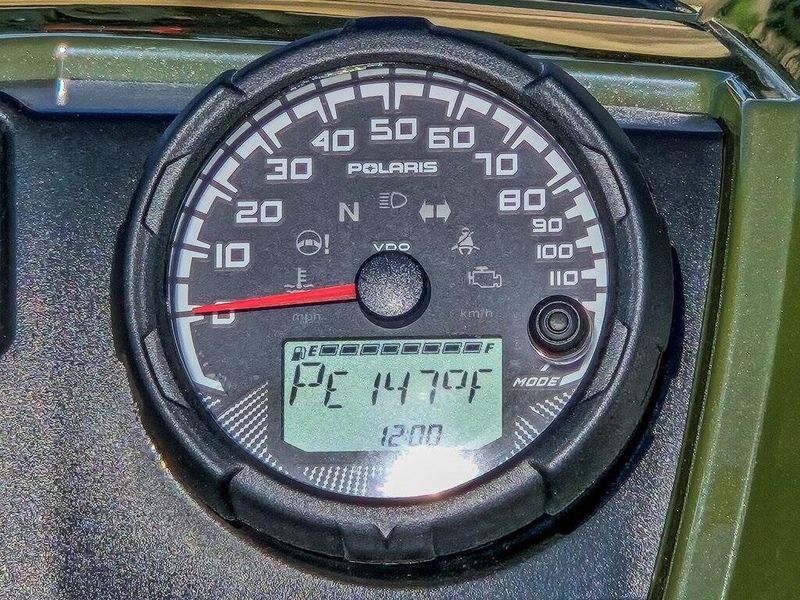 50
40 60
POLARIS
30 70
80
20 N
90
10 VDO 100
110
0 mph km/h
E F
PE 147°F
MODE
12:00